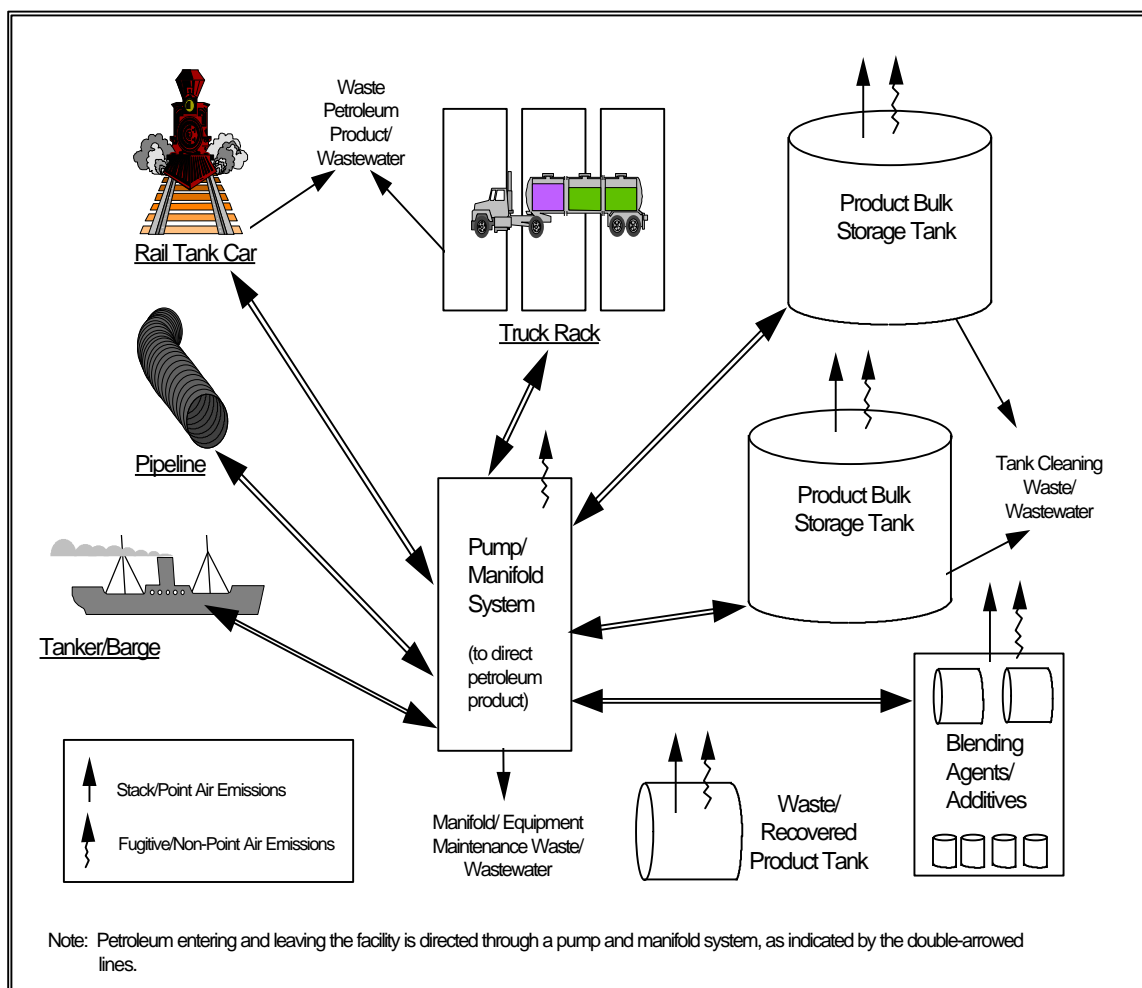 Waste
Petroleum
Product/
Wastewater
Rail Tank Car
Truck Rack
Product Bulk
Storage Tank
Pipeline
Product Bulk
Storage Tank
Tank Cleaning
Waste/
Wastewater
Pump/
Manifold
System
(to direct
petroleum
product)
Tanker/Barge
Blending
Agents/
Additives
Stack/Point Air Emissions
Fugitive/Non-Point Air Emissions
Manifold/ Equipment
Maintenance Waste/
Wastewater
Waste/
Recovered
Product Tank
Note: Petroleum entering and leaving the facility is directed through a pump and manifold system, as indicated by the double-arrowed
lines.